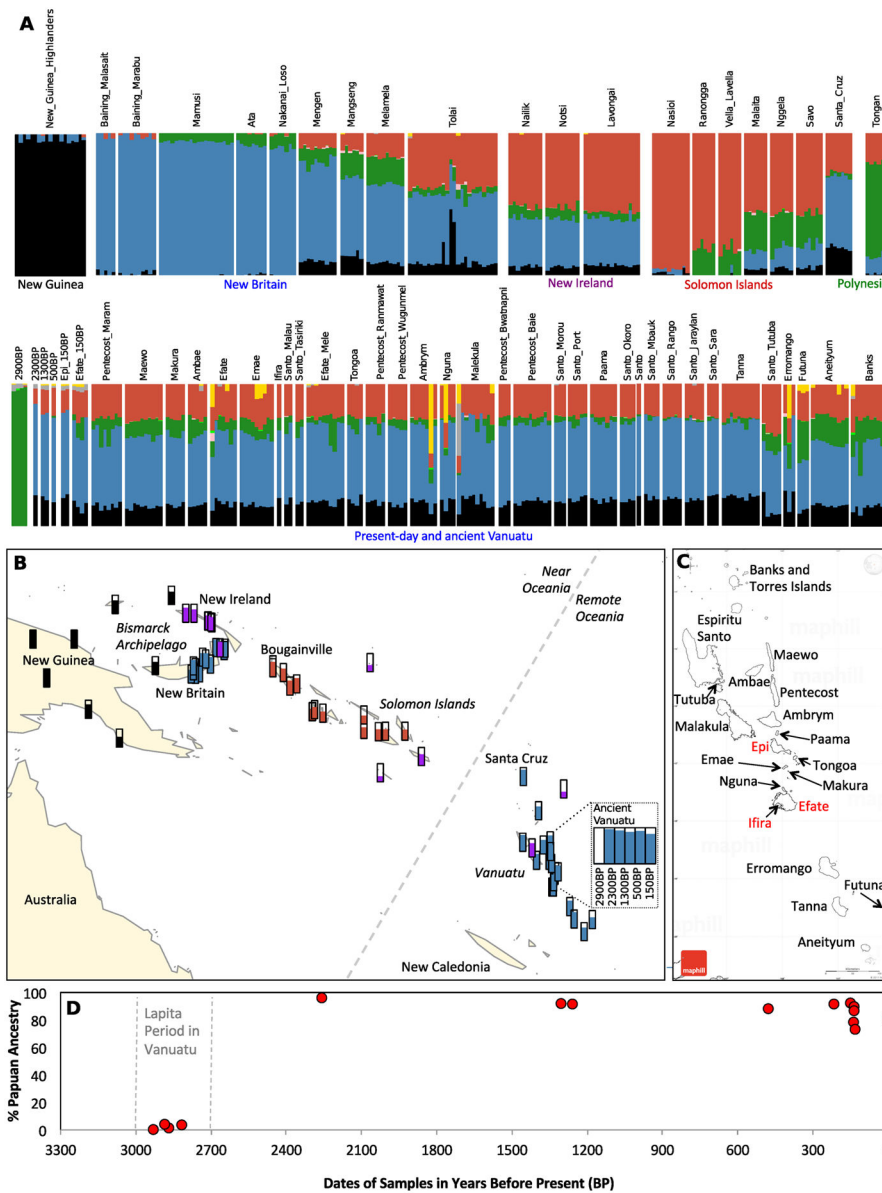 A
New_Guinea_Highlanders
Baining_Malasait
Baining_Marabu
Mamusi
Ata
Nakanai_Loso
Mengen
Mangseng
Melamela
Tolai
Nailik
Notsi
Lavongai
Nasioi
Ranongga
Vella_Lavella
Malaita
Nggela
Savo
Santa_Cruz
Tongan
New Guinea
New Britain
New Ireland
Solomon Islands
Polynesi
2900BP
2300BP
1300BP
500BP
Epi_150BP
Efate_150BP
Pentecost_Maram
Maewo
Makura
Ambae
Efate
Emae
Ifira
Santo_Malau
Santo_Tasiriki
Efate_Mele
Tongoa
Pentecost_Ranmawat
Pentecost_Wugunmel
Ambrym
Nguna
Malekula
Pentecost_Bwatnapni
Pentecost_Baie
Santo_Morou
Santo_Port
Paama
Santo_Okoro
Santo
Santo_Mbauk
Santo_Rango
Santo_Jaraylan
Santo_Sara
Tanna
Santo_Tutuba
Erromango
Futuna
Aneityum
Banks
Present-day and ancient Vanuatu
B
Near
Oceania
Remote
Oceania
New Ireland
Bismarck
Archipelago
New Guinea
New Britain
Bougainville
Solomon Islands
Santa Cruz
Ancient
Vanuatu
2900BP
2300BP
1300BP
500BP
150BP
Vanuatu
Australia
New Caledonia
C
Banks and
Torres Islands
maphill
Espiritu
Santo
Maewo
Ambae
Pentecost
Tutuba
Ambrym
Malakula
Paama
Epi
Emae
Tongoa
Nguna
Makura
Efate
Ifira
maphill
Erromango
Futuna
Tanna
Aneityum
maphill
D
% Papuan Ancestry
100
80
60
40
20
0
Lapita
Period in
Vanuatu
3300
3000
2700
2400
2100
1800
1500
1200
900
600
300
Dates of Samples in Years Before Present (BP)